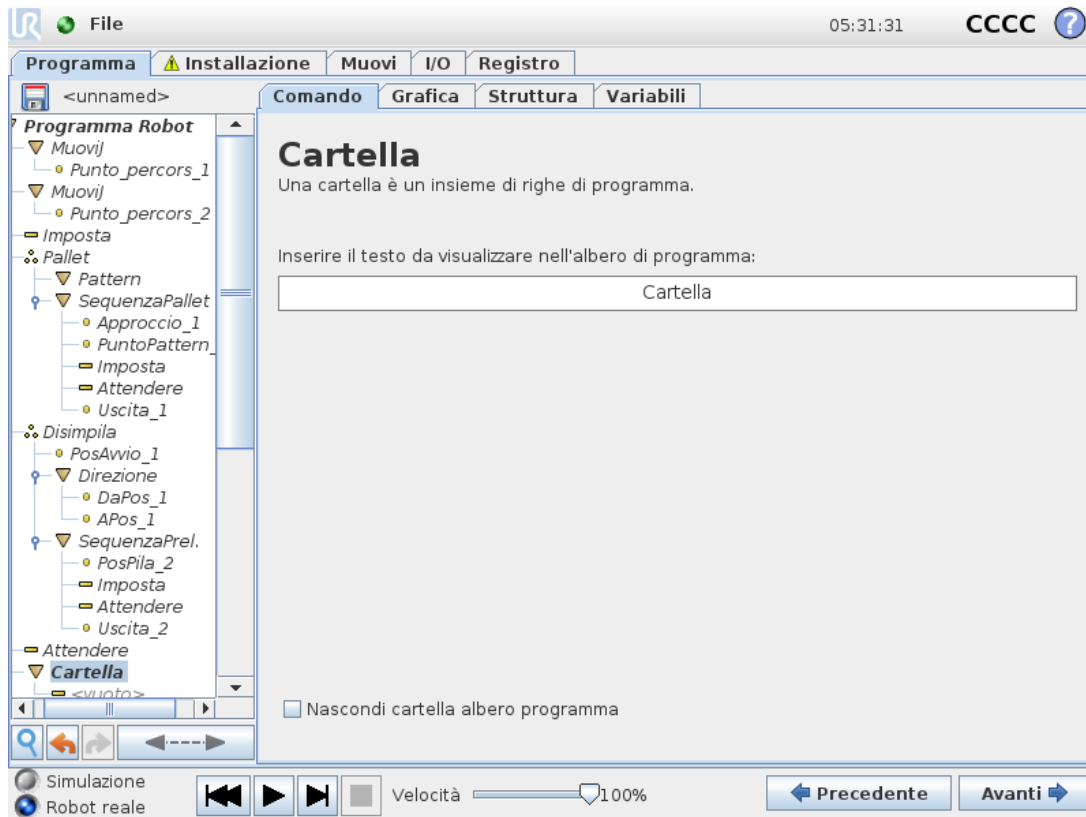 UR File 05:31:31 CCCC ?
Programma Installazione Muovi I/O Registro
<unnamed> Comando Grafica Struttura Variabili
Programma Robot
MuoviJ
Punto_percors_1
MuoviJ
Punto_percors_2
Imposta
Pallet
Pattern
SequenzaPallet
Approccio_1
PuntoPattern_
Imposta
Attendere
Uscita_1
Disimpila
PosAvvio_1
Direzione
DaPos_1
APos_1
SequenzaPrel.
PosPila_2
Imposta
Attendere
Uscita_2
Attendere
Cartella
<vuoto>
Cartella
Una cartella è un insieme di righe di programma.
Inserire il testo da visualizzare nell'albero di programma:
Cartella
Nascondi cartella albero programma
Simulazione
Robot reale
Velocità 100%
Precedente Avanti